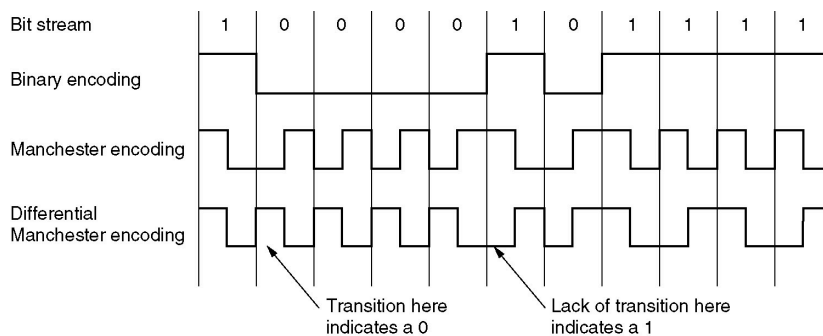 Bit stream 1 0 0 0 0 1 0 1 1 1 1
Binary encoding
Manchester encoding
Differential
Manchester encoding
Transition here
indicates a 0
Lack of transition here
indicates a 1